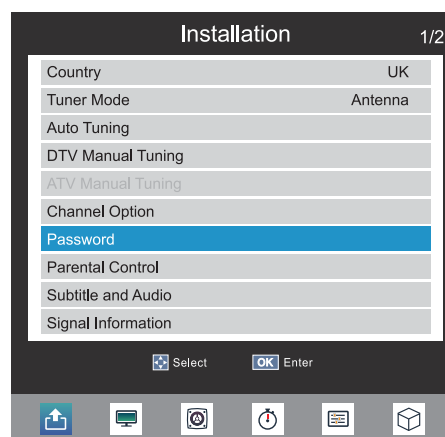 Installation 1/2
Country UK
Tuner Mode Antenna
Auto Tuning
DTV Manual Tuning
ATV Manual Tuning
Channel Option
Password
Parental Control
Subtitle and Audio
Signal Information
Select OK Enter